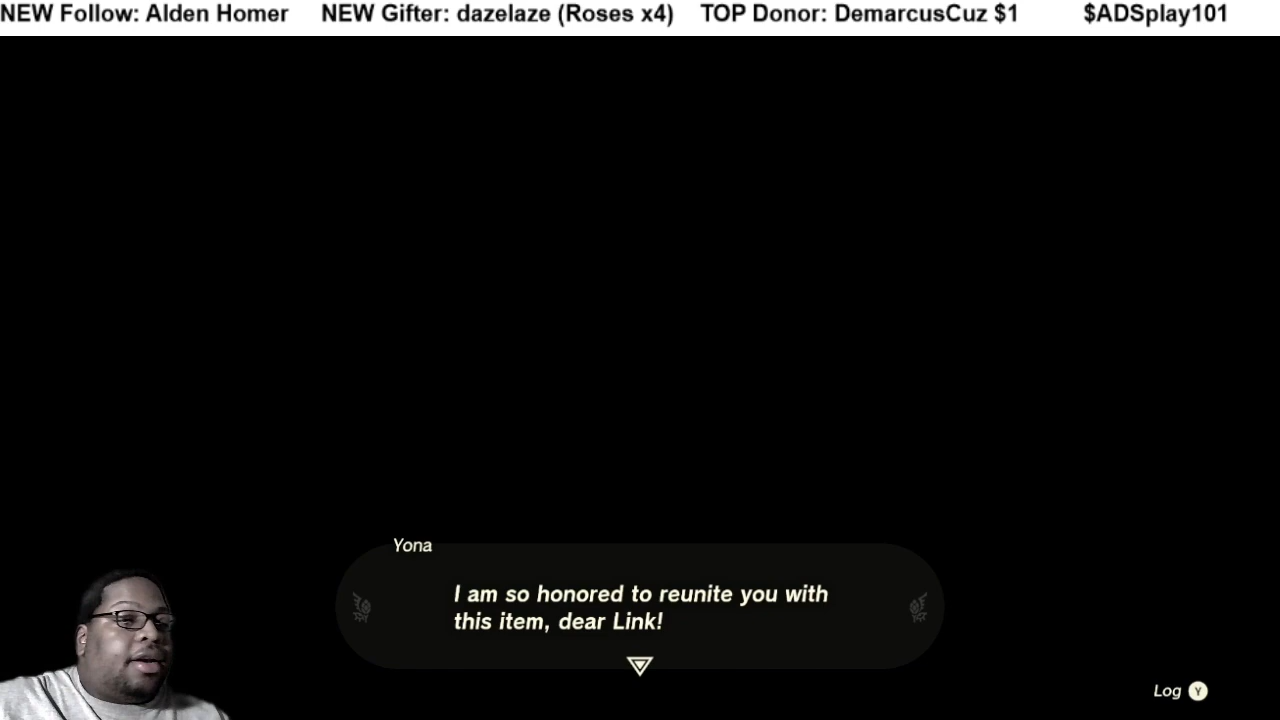 NEW Follow: Alden Homer NEW Gifter: dazelaze (Roses x4) TOP Donor: DemarcusCuz $1 $ADSplay101
Yona
I am so honored to reunite you with
this item, dear Link!
Log Y